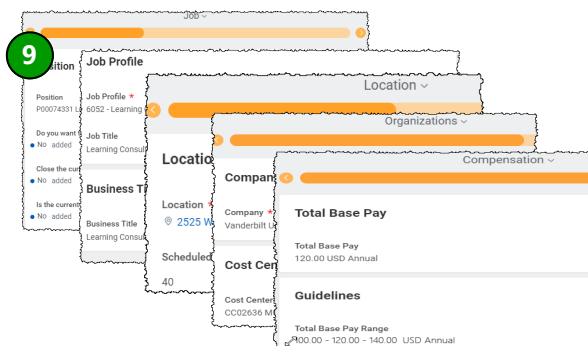 9
Job
Position
P00074331
Do you want
No added
Close the cur
No added
Is the current
No added
Job Profile
Job Profile *
6052 - Learning
Job Title
Learning Consul
Business Ti
Business Title
Learning Consul
Location
Locatio
Location *
2525 W
Scheduled
40
Organizations
Compan
Company *
Vanderbilt U
Cost Cen
Cost Center
CC02636 M
Compensation
Total Base Pay
Total Base Pay
120.00 USD Annual
Guidelines
Total Base Pay Range
100.00 - 120.00 - 140.00 USD Annual